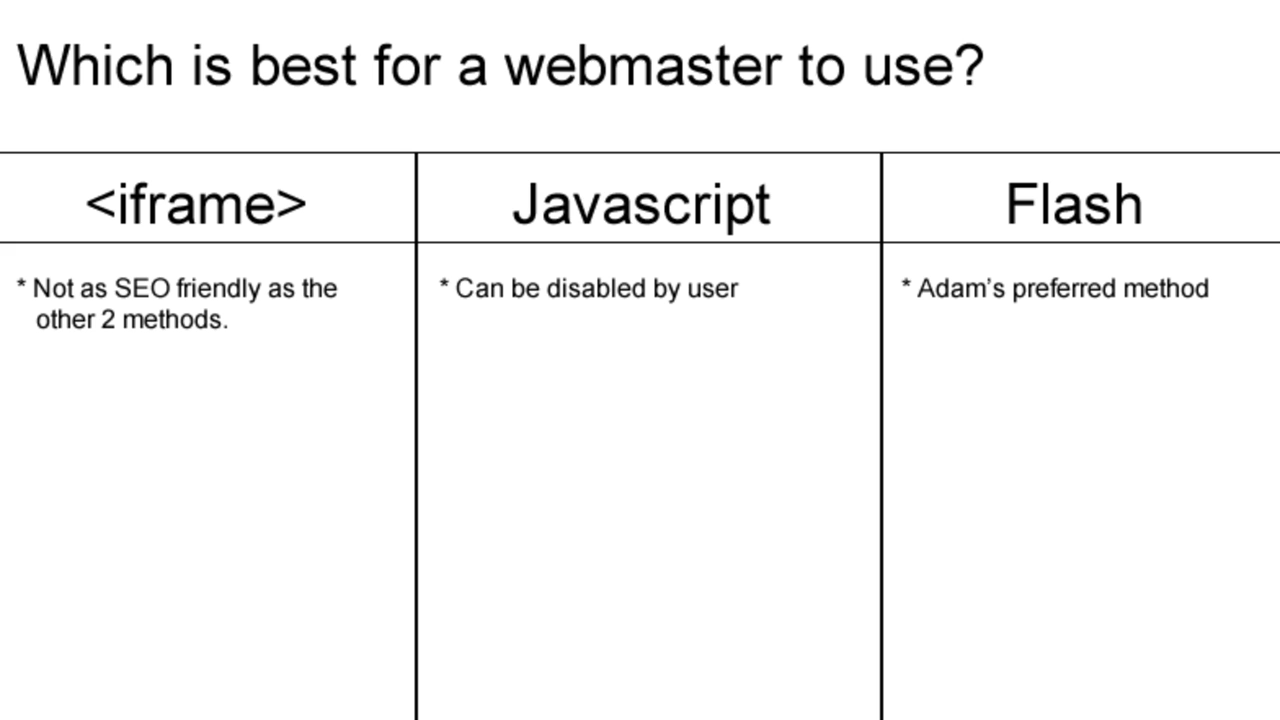 Which is best for a webmaster to use?
<iframe>
Javascript
Flash
* Not as SEO friendly as the
other 2 methods.
* Can be disabled by user
* Adam’s preferred method